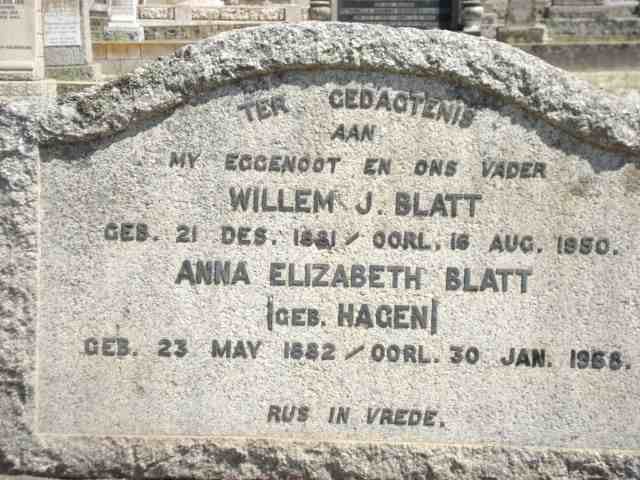 TER GEDAGTENIS
AAN
MY EGGENOOT EN ONS VADER
WILLEM J. BLATT
GEB. 21 DES. 1881 / OORL. 16 AUG. 1950.
ANNA ELIZABETH BLATT
(GEB. HAGEN)
GEB. 23 MAY 1882 / OORL. 30 JAN.
RUS IN VREDE.